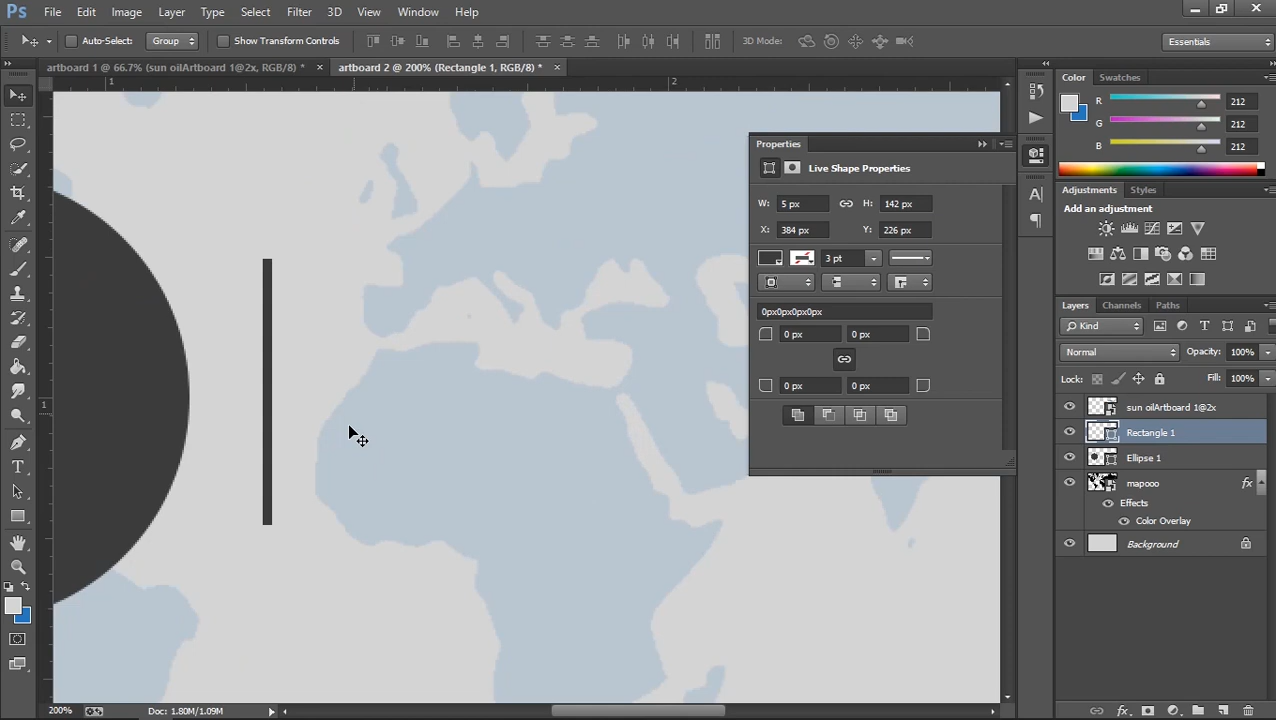 Ps File Edit Image Layer Type Select Filter 3D View Window Help
Auto-Select: Group Show Transform Controls 3D Mode: Essentials
artboard 1 @ 66.7% (sun oilArtboard 1@2x, RGB/8) * × artboard 2 @ 200% (Rectangle 1, RGB/8) * ×
1 2
Color Swatches
R 212
G 212
B 212
Properties
Live Shape Properties
W: 5 px H: 142 px
X: 384 px Y: 226 px
3 pt
0px0px0px0px
0 px 0 px
0 px 0 px
Adjustments Styles
Add an adjustment
Layers Channels Paths
Kind
Normal Opacity: 100%
Lock: Fill: 100%
sun oilArtboard 1@2x
Rectangle 1
Ellipse 1
mapooo fx
Effects
Color Overlay
Background
1
200% Doc: 1.80M/1.09M